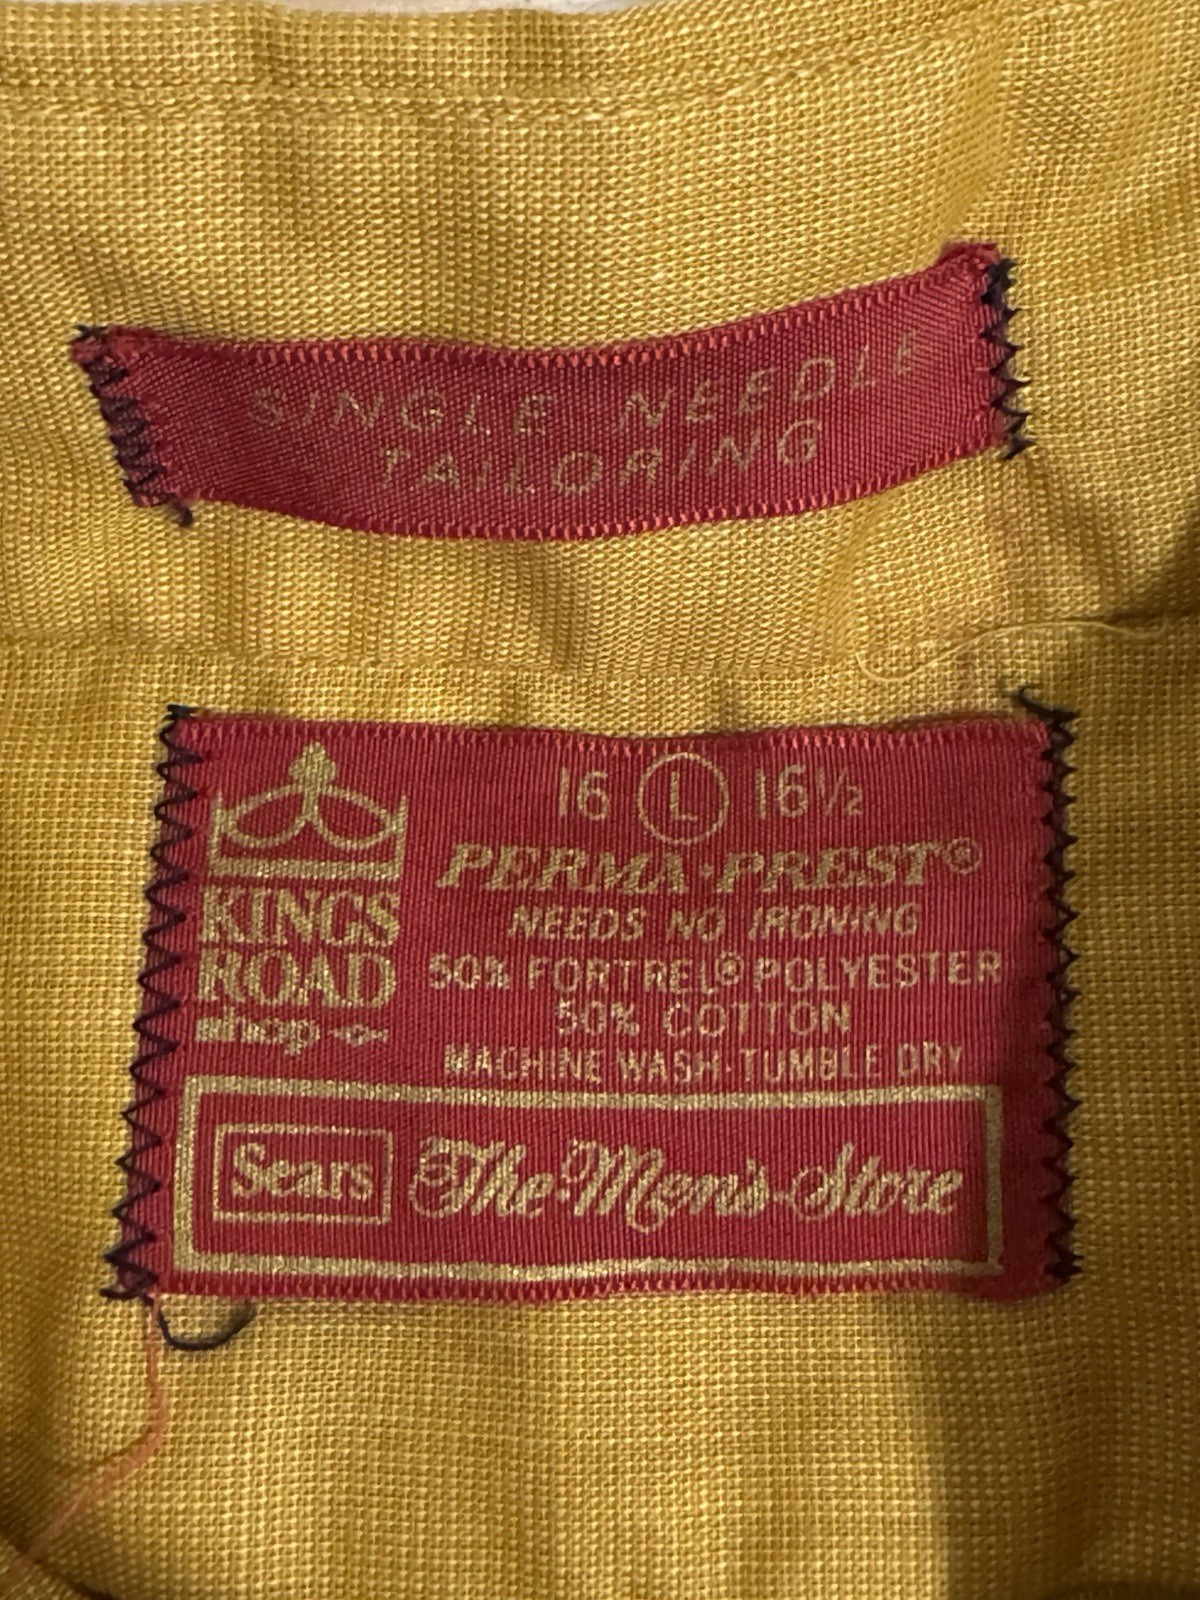 SINGLE NEEDLE
TAILORING
KINGS
ROAD
shop
16 L 16½
PERMA-PREST®
NEEDS NO IRONING
50% FORTREL® POLYESTER
50% COTTON
MACHINE WASH-TUMBLE DRY
Sears The Men's Store